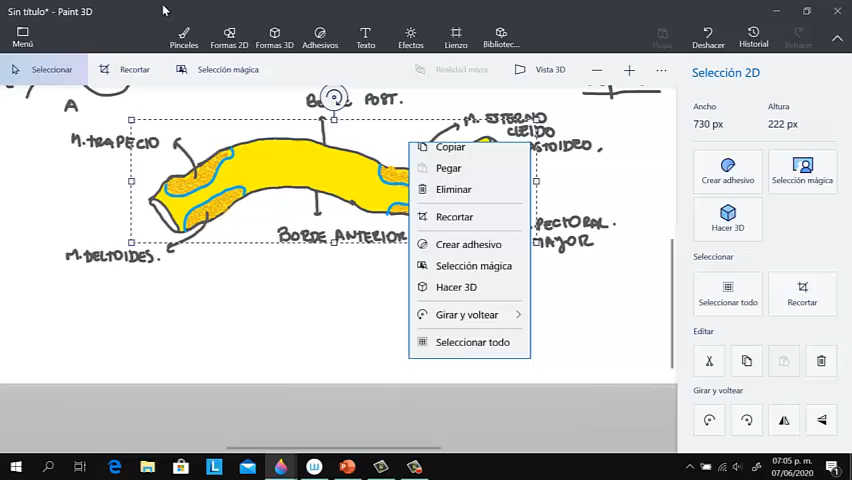 Sin título* - Paint 3D
Menú
Pinceles
Formas 2D
Formas 3D
Adhesivos
Texto
Efectos
Lienzo
Bibliotec...
Pegar
Deshacer
Historial
Rehacer
Seleccionar
Recortar
Selección mágica
Realidad mixta
Vista 3D
Selección 2D
Ancho
Altura
730 px
222 px
Crear adhesivo
Selección mágica
Hacer 3D
Seleccionar
Seleccionar todo
Recortar
Editar
Girar y voltear
A
POST.
M. ESTERNO
CLEIDO
M. TRAPECIO
BORDE ANTERIOR
PECTORAL
MAYOR
M. DELTOIDES.
Copiar
Pegar
Eliminar
Recortar
Crear adhesivo
Selección mágica
Hacer 3D
Girar y voltear
Seleccionar todo
07:05 p. m.
07/06/2020